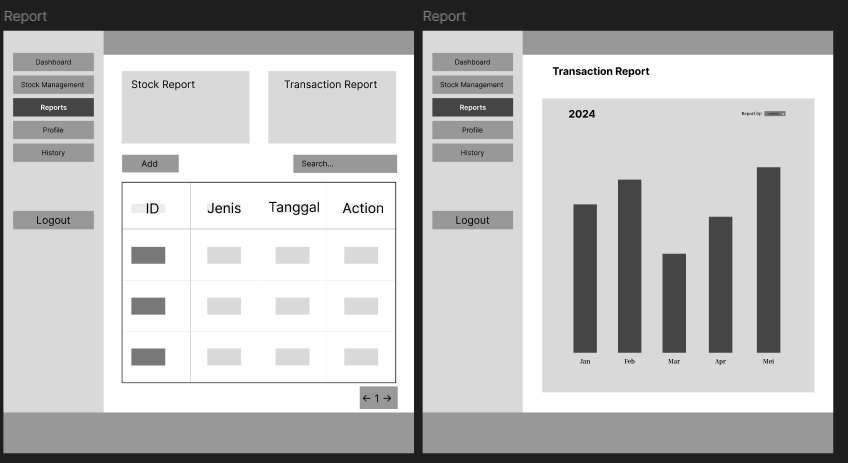 Report
Dashboard
Stock Management
Reports
Profile
History
Logout
Stock Report
Transaction Report
Add
Search...
ID
Jenis
Tanggal
Action
← 1 →
Report
Dashboard
Stock Management
Reports
Profile
History
Logout
Transaction Report
2024
Report by:
Jan
Feb
Mar
Apr
Mei